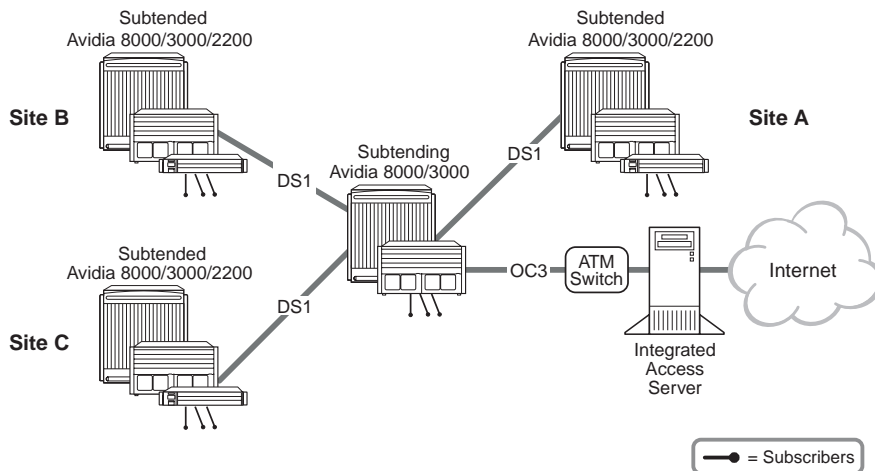 Subtended
Avidia 8000/3000/2200
Site B
DS1
Subtended
Avidia 8000/3000/2200
Site A
DS1
Subtending
Avidia 8000/3000
Subtended
Avidia 8000/3000/2200
Site C
DS1
OC3
ATM
Switch
Internet
Integrated
Access
Server
= Subscribers